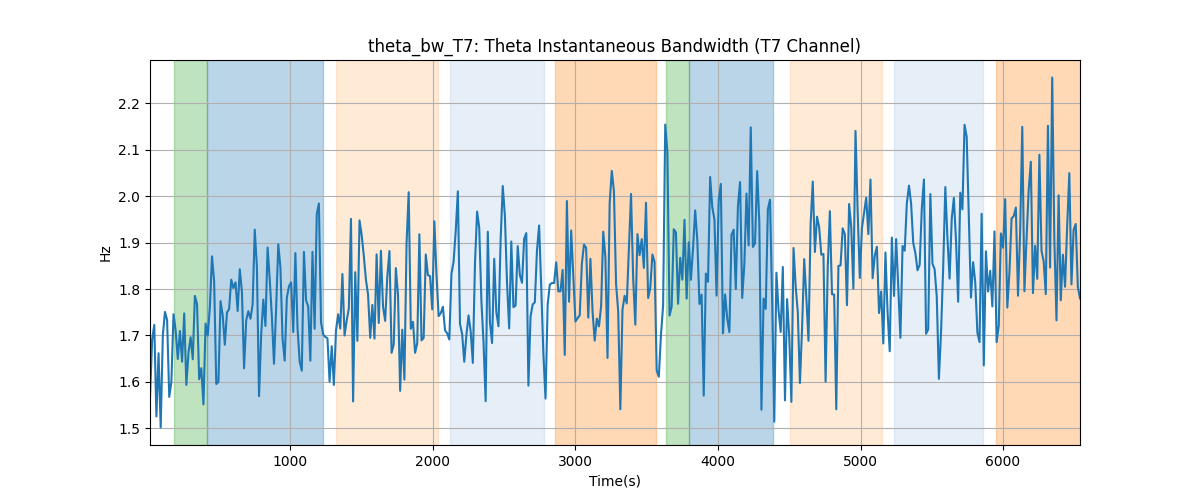 theta_bw_T7: Theta Instantaneous Bandwidth (T7 Channel)
2.2
2.1
2.0
1.9
1.8
1.7
1.6
1.5
Hz
1000 2000 3000 4000 5000 6000
Time(s)